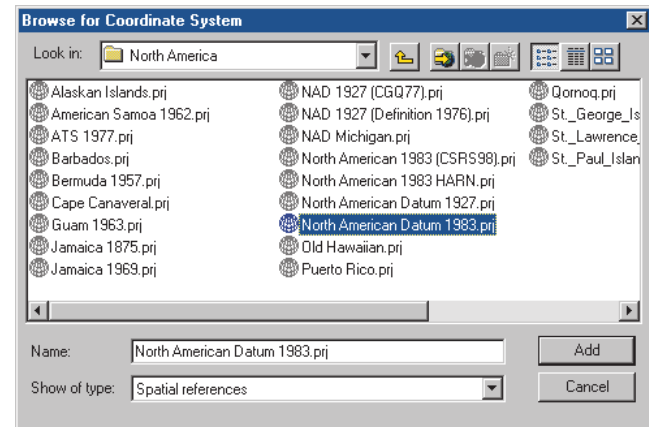 Browse for Coordinate System
Look in: North America
Alaskan Islands.prj
American Samoa 1962.prj
ATS 1977.prj
Barbados.prj
Bermuda 1957.prj
Cape Canaveral.prj
Guam 1963.prj
Jamaica 1875.prj
Jamaica 1969.prj
NAD 1927 (CGQ77).prj
NAD 1927 (Definition 1976).prj
NAD Michigan.prj
North American 1983 (CSRS98).prj
North American 1983 HARN.prj
North American Datum 1927.prj
North American Datum 1983.prj
Old Hawaiian.prj
Puerto Rico.prj
Qornoq.prj
St._George_Is
St._Lawrence_
St._Paul_Islan
Name: North American Datum 1983.prj
Add
Show of type: Spatial references
Cancel